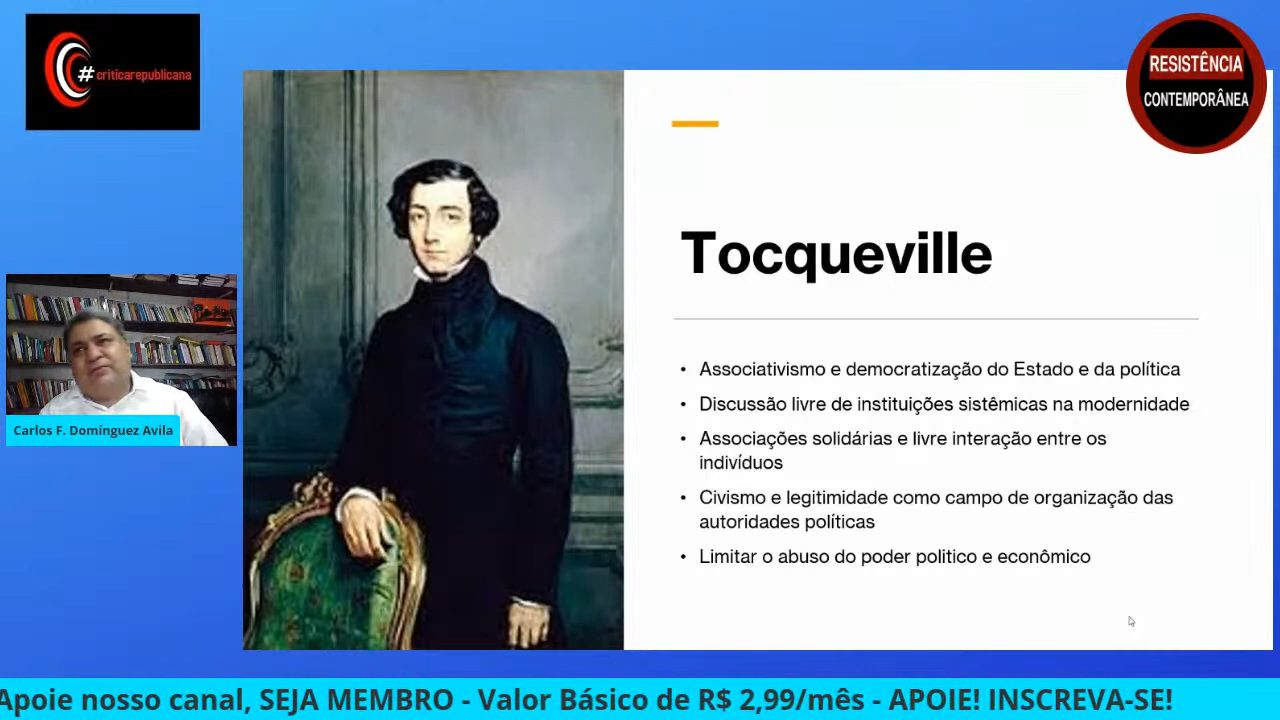 #criticarepublicana
RESISTÊNCIA
CONTEMPORÂNEA
Tocqueville
• Associativismo e democratização do Estado e da política
• Discussão livre de instituições sistêmicas na modernidade
• Associações solidárias e livre interação entre os
indivíduos
• Civismo e legitimidade como campo de organização das
autoridades políticas
• Limitar o abuso do poder politico e econômico
Carlos F. Domínguez Avila
Apoie nosso canal, SEJA MEMBRO - Valor Básico de R$ 2,99/mês - APOIE! INSCREVA-SE!